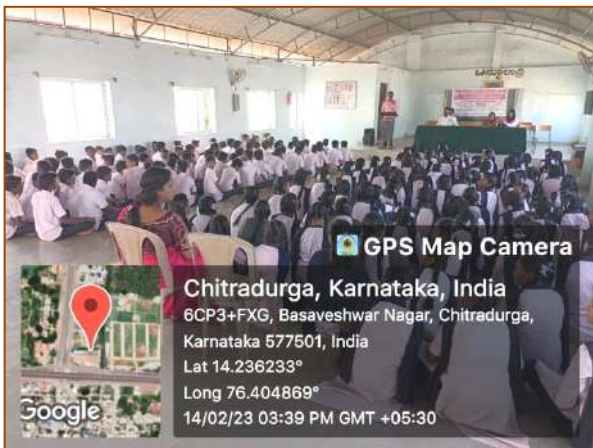 GPS Map Camera
Chitradurga, Karnataka, India
6CP3+FXG, Basaveshwar Nagar, Chitradurga,
Karnataka 577501, India
Lat 14.236233°
Long 76.404869°
14/02/23 03:39 PM GMT +05:30
Google